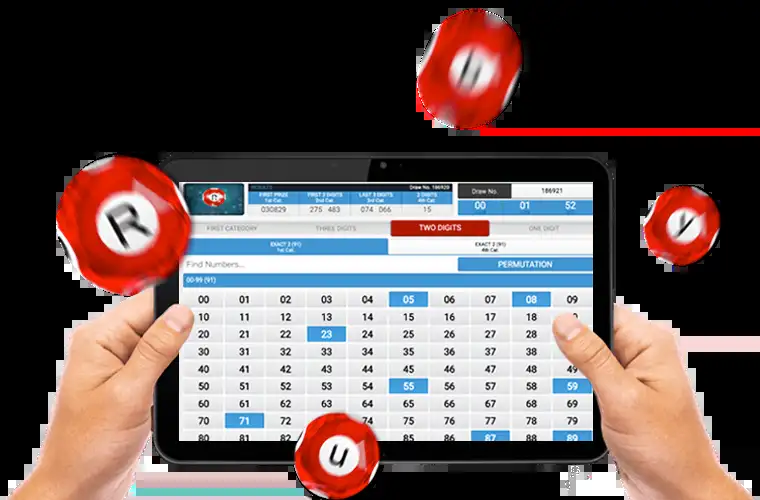 R
Y
RESULTS Draw No. 186920
FIRST PRIZE FIRST 3 DIGITS LAST 3 DIGITS 2 DIGITS
1st Cat. 2nd Cat. 3rd Cat. 4th Cat.
030829 275 483 074 066 15
Draw No. 186921
00 01 52
FIRST CATEGORY THREE DIGITS TWO DIGITS ONE DIGIT
EXACT 2 (91) EXACT 2 (91)
1st Cat. 4th Cat.
Find Numbers... PERMUTATION
00-99 (91)
00 01 02 03 04 05 06 07 08 09
10 11 12 13 14 15 16 17 18
20 21 22 23 24 25 26 27 28
30 31 32 33 34 35 36 37 38
40 41 42 43 44 45 46 47 48 49
50 51 52 53 54 55 56 57 58 59
60 61 62 63 64 65 66 67 68 69
70 71 72 74 75 76 77 78 79
80 81 82 85 86 87 88 89
u